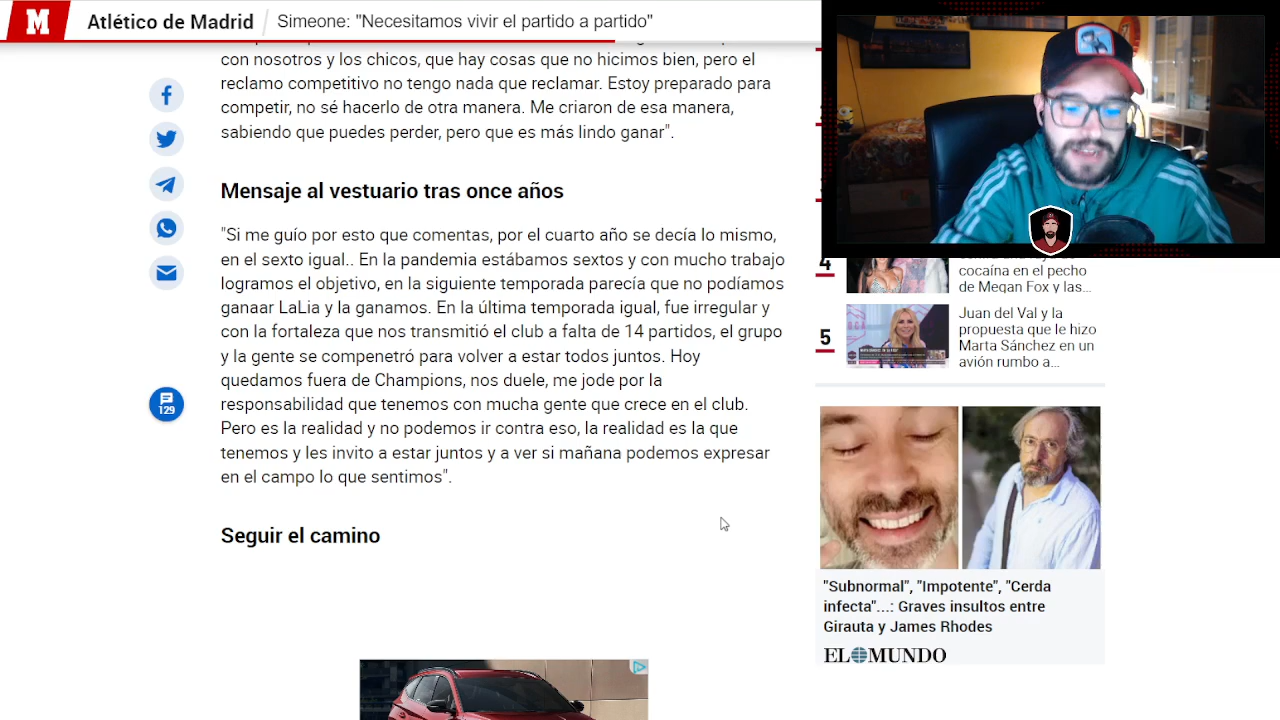 M
Atlético de Madrid
Simeone: "Necesitamos vivir el partido a partido"
con nosotros y los chicos, que hay cosas que no hicimos bien, pero el
reclamo competitivo no tengo nada que reclamar. Estoy preparado para
competir, no sé hacerlo de otra manera. Me criaron de esa manera,
sabiendo que puedes perder, pero que es más lindo ganar".
Mensaje al vestuario tras once años
"Si me guío por esto que comentas, por el cuarto año se decía lo mismo,
en el sexto igual.. En la pandemia estábamos sextos y con mucho trabajo
logramos el objetivo, en la siguiente temporada parecía que no podíamos
ganaar LaLia y la ganamos. En la última temporada igual, fue irregular y
con la fortaleza que nos transmitió el club a falta de 14 partidos, el grupo
y la gente se compenetró para volver a estar todos juntos. Hoy
quedamos fuera de Champions, nos duele, me jode por la
responsabilidad que tenemos con mucha gente que crece en el club.
Pero es la realidad y no podemos ir contra eso, la realidad es la que
tenemos y les invito a estar juntos y a ver si mañana podemos expresar
en el campo lo que sentimos".
129
Seguir el camino
4
cocaína en el pecho
de Megan Fox y las...
5
Juan del Val y la
propuesta que le hizo
Marta Sánchez en un
avión rumbo a...
"Subnormal", "Impotente", "Cerda
infecta"...: Graves insultos entre
Girauta y James Rhodes
EL MUNDO